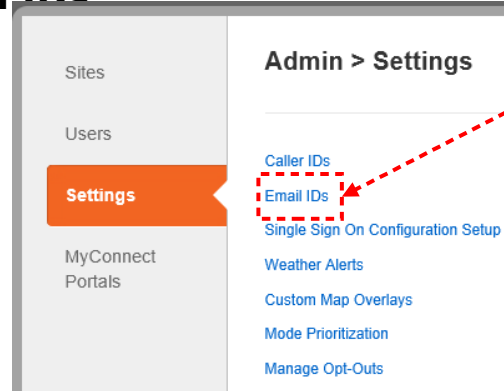 Sites
Users
Settings
MyConnect
Portals
Admin > Settings
Caller IDs
Email IDs
Single Sign On Configuration Setup
Weather Alerts
Custom Map Overlays
Mode Prioritization
Manage Opt-Outs